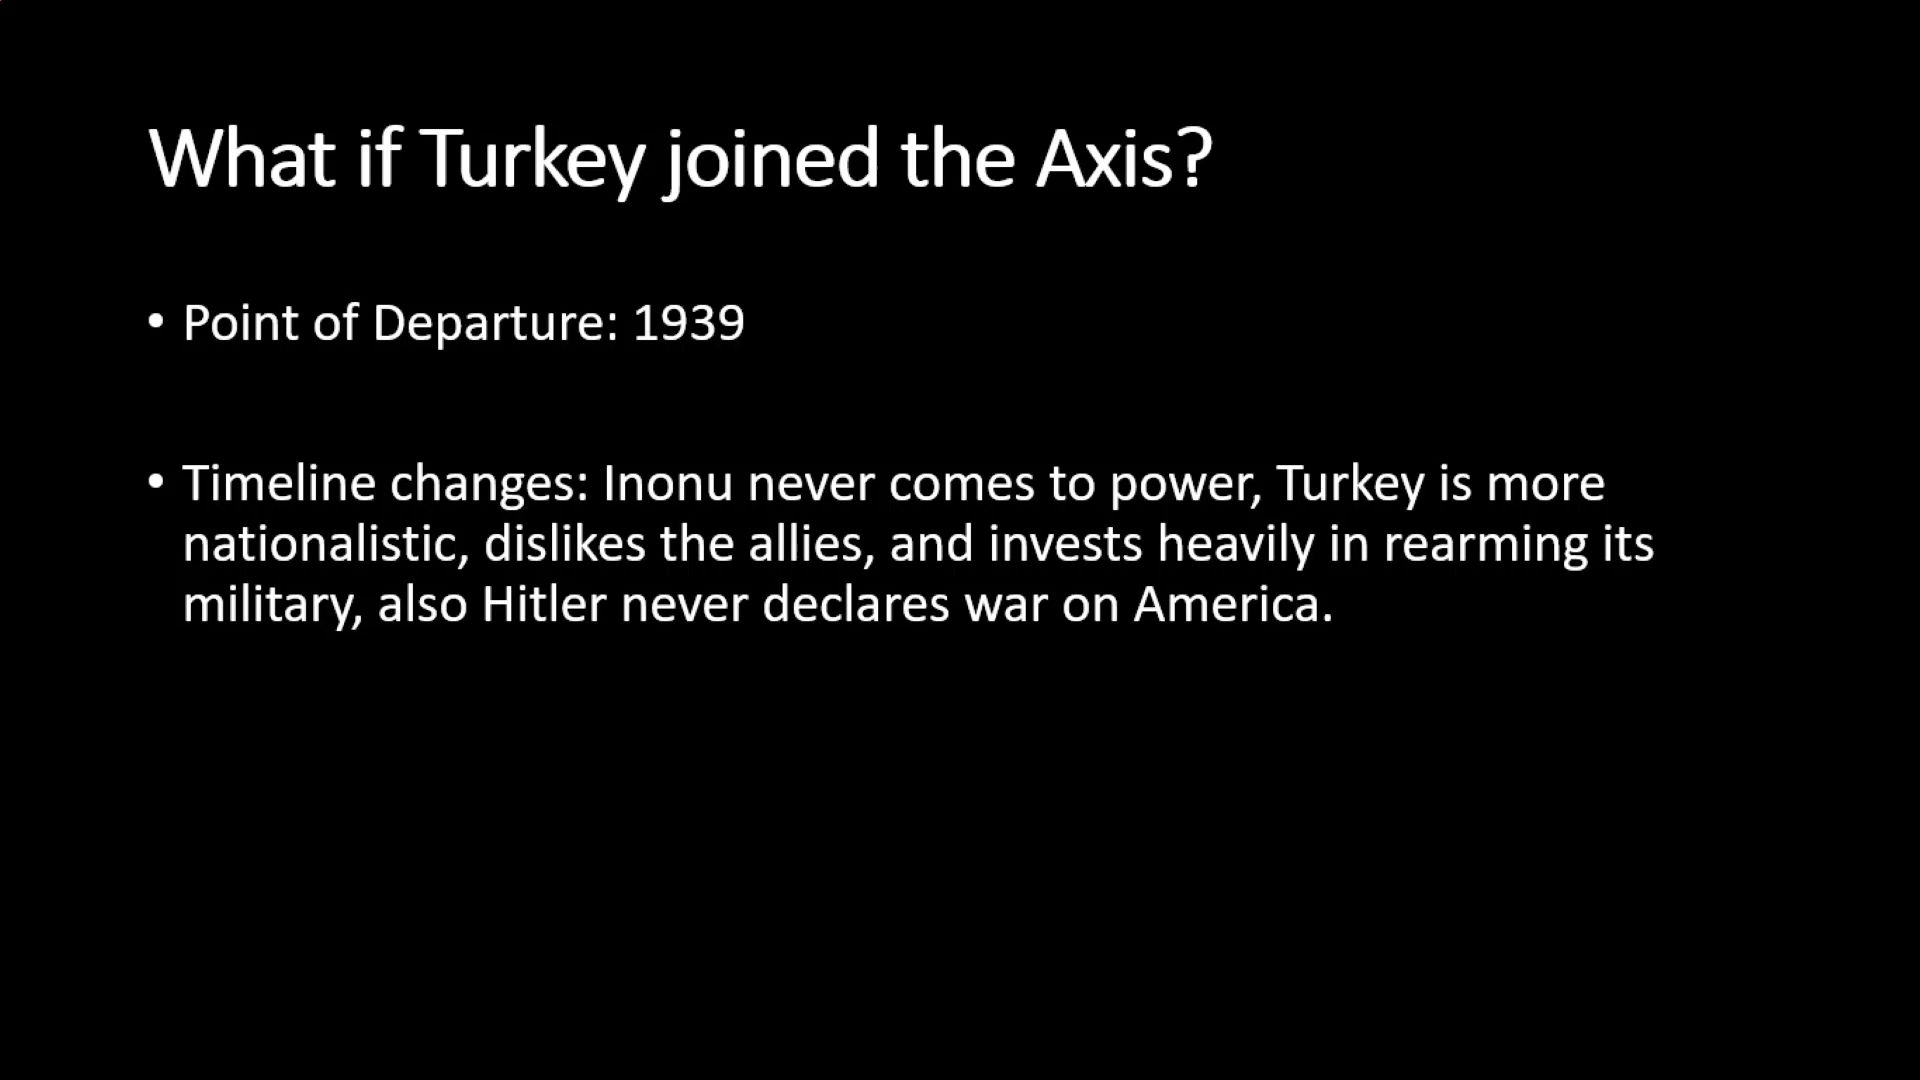 What if Turkey joined the Axis?
• Point of Departure: 1939
• Timeline changes: Inonu never comes to power, Turkey is more
nationalistic, dislikes the allies, and invests heavily in rearming its
military, also Hitler never declares war on America.